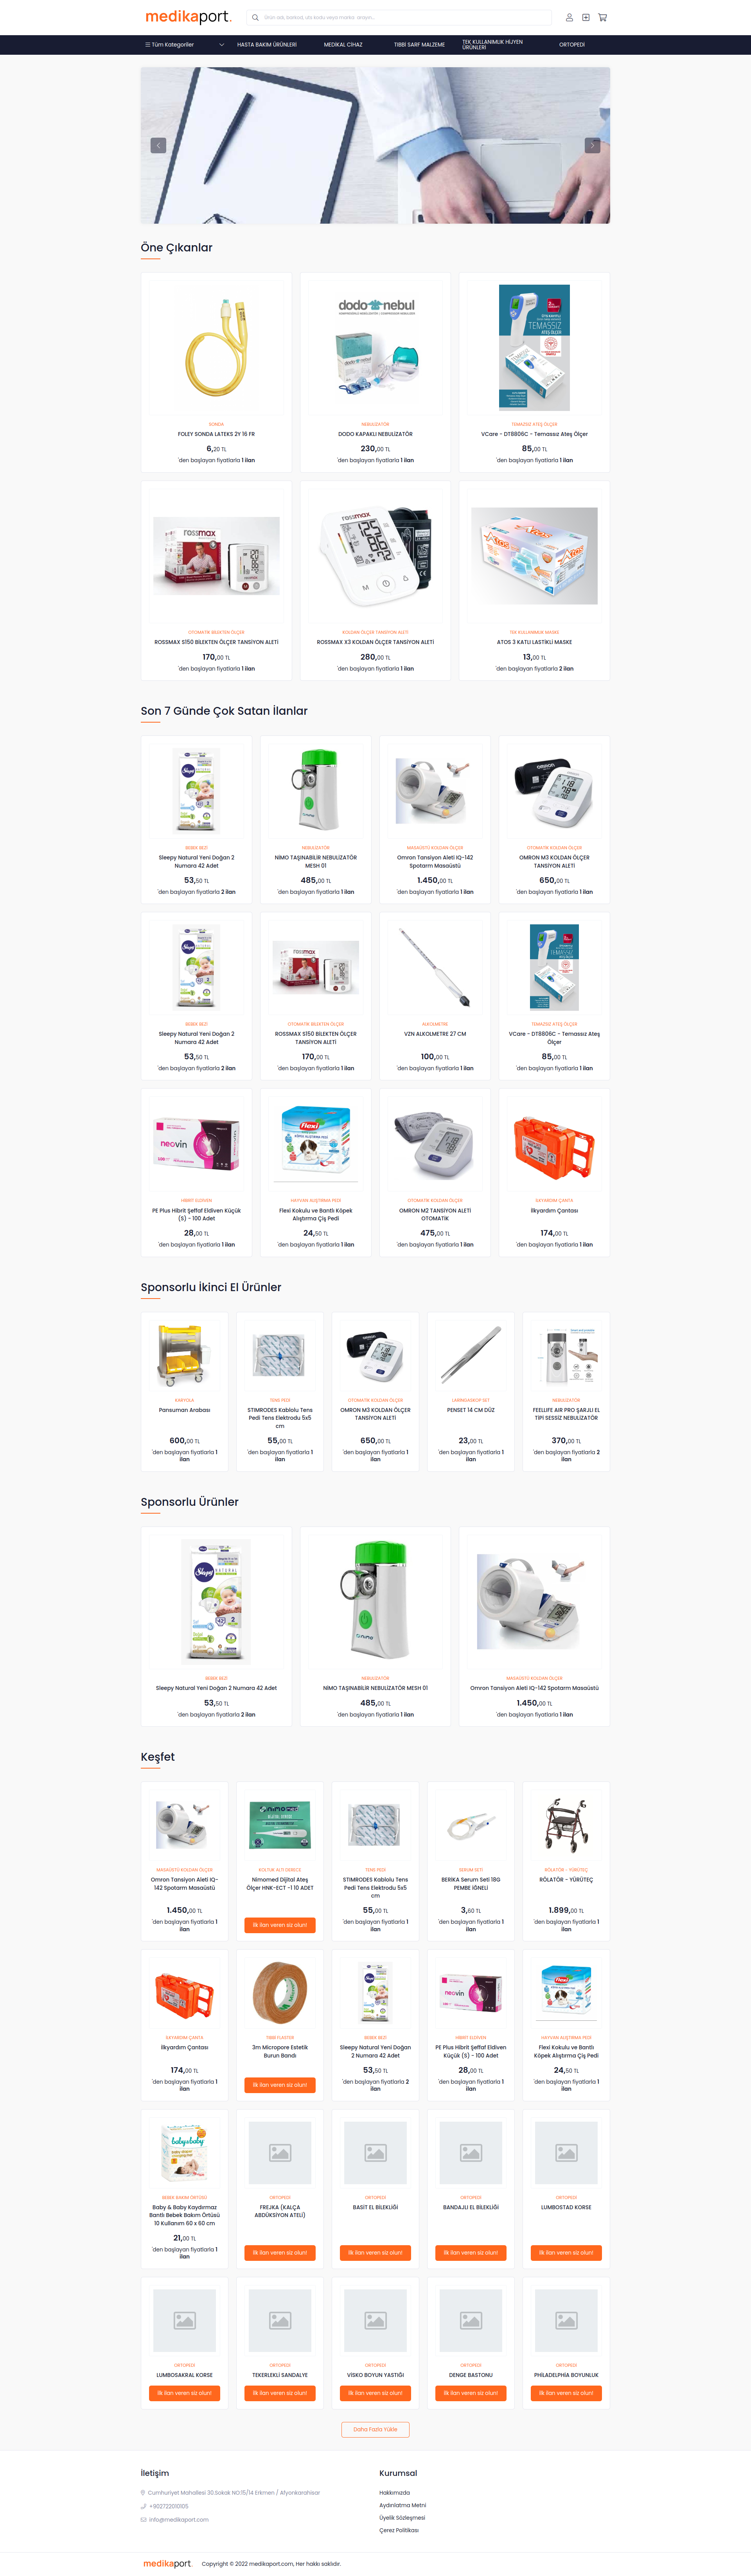 medikaport.
Ürün adı, barkod, ütü kodu veya marka arayın...
Tüm Kategoriler
HASTA BAKIM ÜRÜNLERİ
MEDİKAL CİHAZ
TIBBİ SARF MALZEME
TEK KULLANIMLIK HİJYEN
ÜRÜNLERİ
ORTOPEDİ
Öne Çıkanlar
SONDA
FOLEY SONDA LATEKS 2Y 16 FR
6,20 TL
'den başlayan fiyatlarla 1 ilan
dodo nebul
NEBULİZATÖR
DODO KAPAKLI NEBULİZATÖR
230,00 TL
'den başlayan fiyatlarla 1 ilan
TEMASSIZ
ATEŞ ÖLÇER
TEMAZSIZ ATEŞ ÖLÇER
VCare - DT8806C - Temassız Ateş Ölçer
85,00 TL
'den başlayan fiyatlarla 1 ilan
rossmax
OTOMATİK BİLEKTEN ÖLÇER
ROSSMAX S150 BİLEKTEN ÖLÇER TANSİYON ALETİ
170,00 TL
'den başlayan fiyatlarla 1 ilan
rossmax
KOLDAN ÖLÇER TANSİYON ALETİ
ROSSMAX X3 KOLDAN ÖLÇER TANSİYON ALETİ
280,00 TL
'den başlayan fiyatlarla 1 ilan
Atos
TEK KULLANIMLIK MASKE
ATOS 3 KATLI LASTİKLİ MASKE
13,00 TL
'den başlayan fiyatlarla 2 ilan
Son 7 Günde Çok Satan İlanlar
Sleepy
NATURAL
BEBEK BEZİ
Sleepy Natural Yeni Doğan 2
Numara 42 Adet
53,50 TL
'den başlayan fiyatlarla 2 ilan
NEBULİZATÖR
NİMO TAŞINABİLİR NEBULİZATÖR
MESH 01
485,00 TL
'den başlayan fiyatlarla 1 ilan
MASAÜSTÜ KOLDAN ÖLÇER
Omron Tansiyon Aleti IQ-142
Spotarm Masaüstü
1.450,00 TL
'den başlayan fiyatlarla 1 ilan
OMRON
OTOMATİK KOLDAN ÖLÇER
OMRON M3 KOLDAN ÖLÇER
TANSİYON ALETİ
650,00 TL
'den başlayan fiyatlarla 1 ilan
Sleepy
NATURAL
BEBEK BEZİ
Sleepy Natural Yeni Doğan 2
Numara 42 Adet
53,50 TL
'den başlayan fiyatlarla 2 ilan
rossmax
OTOMATİK BİLEKTEN ÖLÇER
ROSSMAX S150 BİLEKTEN ÖLÇER
TANSİYON ALETİ
170,00 TL
'den başlayan fiyatlarla 1 ilan
ALKOLMETRE
VZN ALKOLMETRE 27 CM
100,00 TL
'den başlayan fiyatlarla 1 ilan
TEMASSIZ
TEMAZSIZ ATEŞ ÖLÇER
VCare - DT8806C - Temassız Ateş
Ölçer
85,00 TL
'den başlayan fiyatlarla 1 ilan
neovin
HİBRİT ELDİVEN
PE Plus Hibrit Şeffaf Eldiven Küçük
(S) - 100 Adet
28,00 TL
'den başlayan fiyatlarla 1 ilan
Flexi
HAYVAN ALIŞTIRMA PEDİ
Flexi Kokulu ve Bantlı Köpek
Alıştırma Çiş Pedi
24,50 TL
'den başlayan fiyatlarla 1 ilan
OTOMATİK KOLDAN ÖLÇER
OMRON M2 TANSİYON ALETİ
OTOMATİK
475,00 TL
'den başlayan fiyatlarla 1 ilan
İLKYARDIM ÇANTA
İlkyardım Çantası
174,00 TL
'den başlayan fiyatlarla 1 ilan
Sponsorlu İkinci El Ürünler
KARYOLA
Pansuman Arabası
600,00 TL
'den başlayan fiyatlarla 1
ilan
TENS PEDİ
STIMRODES Kablolu Tens
Pedi Tens Elektrodu 5x5
cm
55,00 TL
'den başlayan fiyatlarla 1
ilan
OTOMATİK KOLDAN ÖLÇER
OMRON M3 KOLDAN ÖLÇER
TANSİYON ALETİ
650,00 TL
'den başlayan fiyatlarla 1
ilan
LARİNGASKOP SET
PENSET 14 CM DÜZ
23,00 TL
'den başlayan fiyatlarla 1
ilan
NEBULİZATÖR
FEELLIFE AIR PRO ŞARJLI EL
TİPİ SESSİZ NEBULİZATÖR
370,00 TL
'den başlayan fiyatlarla 2
ilan
Sponsorlu Ürünler
Sleepy
NATURAL
BEBEK BEZİ
Sleepy Natural Yeni Doğan 2 Numara 42 Adet
53,50 TL
'den başlayan fiyatlarla 2 ilan
nimo
NEBULİZATÖR
NİMO TAŞINABİLİR NEBULİZATÖR MESH 01
485,00 TL
'den başlayan fiyatlarla 1 ilan
MASAÜSTÜ KOLDAN ÖLÇER
Omron Tansiyon Aleti IQ-142 Spotarm Masaüstü
1.450,00 TL
'den başlayan fiyatlarla 1 ilan
Keşfet
MASAÜSTÜ KOLDAN ÖLÇER
Omron Tansiyon Aleti IQ-
142 Spotarm Masaüstü
1.450,00 TL
'den başlayan fiyatlarla 1
ilan
nimo
KOLTUK ALTI DERECE
Nimomed Dijital Ateş
Ölçer HNK-ECT -1 10 ADET
İlk ilan veren siz olun!
TENS PEDİ
STIMRODES Kablolu Tens
Pedi Tens Elektrodu 5x5
cm
55,00 TL
'den başlayan fiyatlarla 1
ilan
SERUM SETİ
BERİKA Serum Seti 18G
PEMBE İĞNELİ
3,60 TL
'den başlayan fiyatlarla 1
ilan
ROLATÖR - YÜRÜTEÇ
RÖLATÖR - YÜRÜTEÇ
1.899,00 TL
'den başlayan fiyatlarla 1
ilan
İLKYARDIM ÇANTA
İlkyardım Çantası
174,00 TL
'den başlayan fiyatlarla 1
ilan
TIBBİ FLASTER
3m Micropore Estetik
Burun Bandı
İlk ilan veren siz olun!
BEBEK BEZİ
Sleepy Natural Yeni Doğan
2 Numara 42 Adet
53,50 TL
'den başlayan fiyatlarla 2
ilan
neovin
HİBRİT ELDİVEN
PE Plus Hibrit Şeffaf Eldiven
Küçük (S) - 100 Adet
28,00 TL
'den başlayan fiyatlarla 1
ilan
Flexi
HAYVAN ALIŞTIRMA PEDİ
Flexi Kokulu ve Bantlı
Köpek Alıştırma Çiş Pedi
24,50 TL
'den başlayan fiyatlarla 1
ilan
baby&baby
BEBEK BAKIM ÖRTÜSÜ
Baby & Baby Kaydırmaz
Bantlı Bebek Bakım Örtüsü
10 Kullanım 60 x 60 cm
21,00 TL
'den başlayan fiyatlarla 1
ilan
ORTOPEDİ
FREJKA (KALÇA
ABDÜKSİYON ATELİ)
İlk ilan veren siz olun!
ORTOPEDİ
BASİT EL BİLEKLİĞİ
İlk ilan veren siz olun!
ORTOPEDİ
BANDAJLI EL BİLEKLİĞİ
İlk ilan veren siz olun!
ORTOPEDİ
LUMBOSTAD KORSE
İlk ilan veren siz olun!
ORTOPEDİ
LUMBOSAKRAL KORSE
İlk ilan veren siz olun!
ORTOPEDİ
TEKERLEKLİ SANDALYE
İlk ilan veren siz olun!
ORTOPEDİ
VİSKO BOYUN YASTIĞI
İlk ilan veren siz olun!
ORTOPEDİ
DENGE BASTONU
İlk ilan veren siz olun!
ORTOPEDİ
PHİLADELPHİA BOYUNLUK
İlk ilan veren siz olun!
Daha Fazla Yükle
İletişim
Cumhuriyet Mahallesi 30.Sokak NO:15/14 Erkmen / Afyonkarahisar
+902722010105
info@medikaport.com
Kurumsal
Hakkımızda
Aydınlatma Metni
Üyelik Sözleşmesi
Çerez Politikası
medikaport.
Copyright © 2022 medikaport.com, Her hakkı saklıdır.